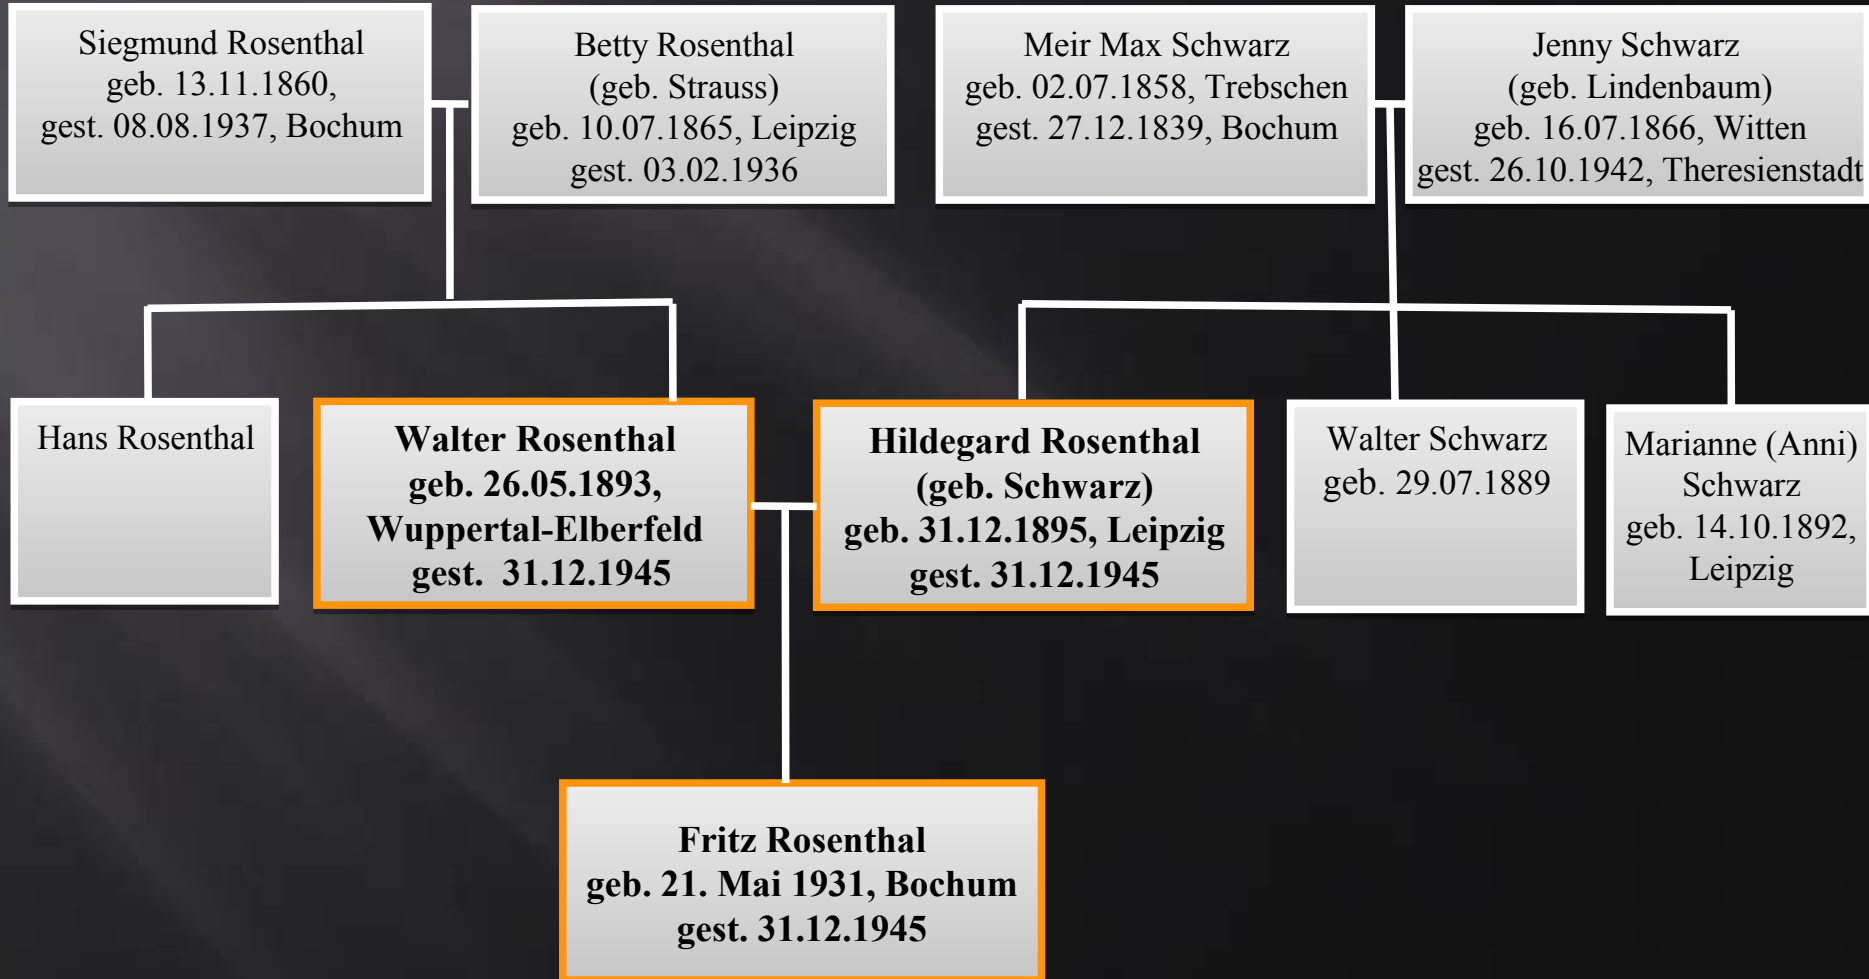 Siegmund Rosenthal
geb. 13.11.1860,
gest. 08.08.1937, Bochum
Betty Rosenthal
(geb. Strauss)
geb. 10.07.1865, Leipzig
gest. 03.02.1936
Meir Max Schwarz
geb. 02.07.1858, Trebschen
gest. 27.12.1839, Bochum
Jenny Schwarz
(geb. Lindenbaum)
geb. 16.07.1866, Witten
gest. 26.10.1942, Theresienstadt
Hans Rosenthal
Walter Rosenthal
geb. 26.05.1893,
Wuppertal-Elberfeld
gest. 31.12.1945
Hildegard Rosenthal
(geb. Schwarz)
geb. 31.12.1895, Leipzig
gest. 31.12.1945
Walter Schwarz
geb. 29.07.1889
Marianne (Anni)
Schwarz
geb. 14.10.1892,
Leipzig
Fritz Rosenthal
geb. 21. Mai 1931, Bochum
gest. 31.12.1945